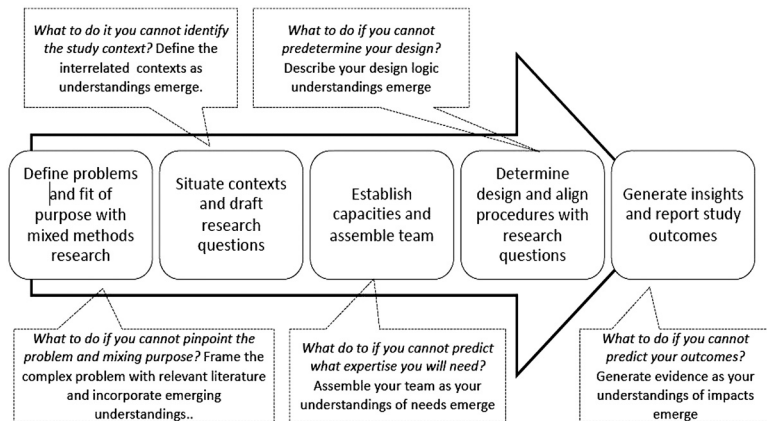 What to do it you cannot identify
the study context? Define the
interrelated contexts as
understandings emerge.
What to do if you cannot
predetermine your design?
Describe your design logic
understandings emerge
Define problems
and fit of
purpose with
mixed methods
research
Situate contexts
and draft
research
questions
Establish
capacities and
assemble team
Determine
design and align
procedures with
research
questions
Generate insights
and report study
outcomes
What to do if you cannot pinpoint the
problem and mixing purpose? Frame the
complex problem with relevant literature
and incorporate emerging
understandings..
What do to if you cannot predict
what expertise you will need?
Assemble your team as your
understandings of needs emerge
What to do if you cannot
predict your outcomes?
Generate evidence as your
understanding of impacts
emerge